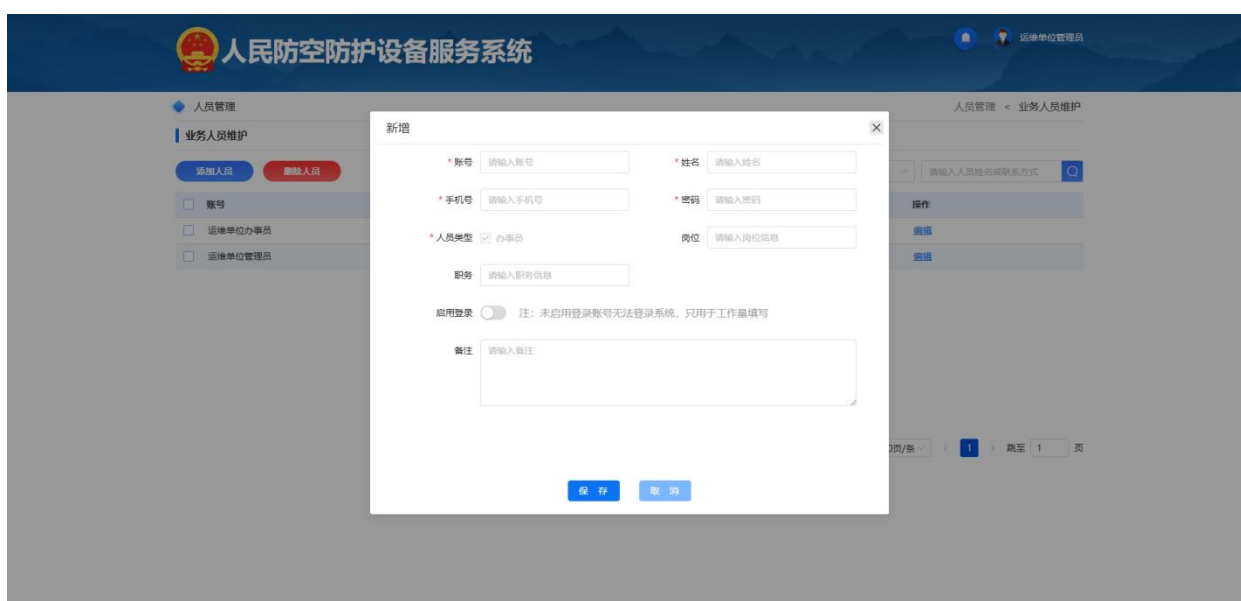 人民防空防护设备服务系统
运维单位管理员
人员管理
人员管理 < 业务人员维护
业务人员维护
新增
添加人员
删除人员
请输入人员姓名或联系方式
账号
操作
运维单位办事员
编辑
运维单位管理员
编辑
* 账号 请输入账号
* 姓名 请输入姓名
* 手机号 请输入手机号
* 密码 请输入密码
* 人员类型 办事员
岗位 请输入岗位信息
职务 请输入职务信息
启用登录 注：未启用登录账号无法登录系统，只用于工作量填写
备注 请输入备注
0页/条
1
跳至 1 页
保 存
取 消